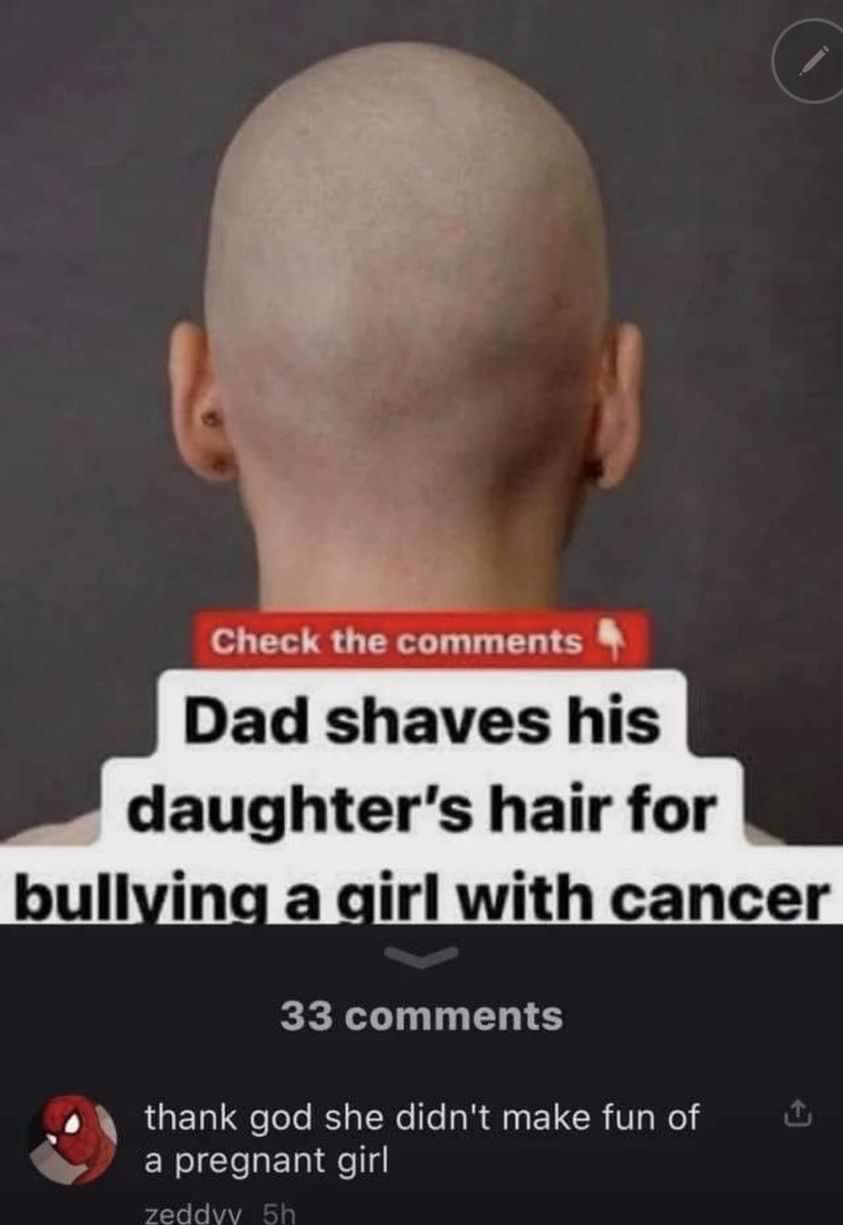 Check the comments 👇
Dad shaves his
daughter's hair for
bullying a girl with cancer
33 comments
thank god she didn't make fun of
a pregnant girl
zeddvv 5h